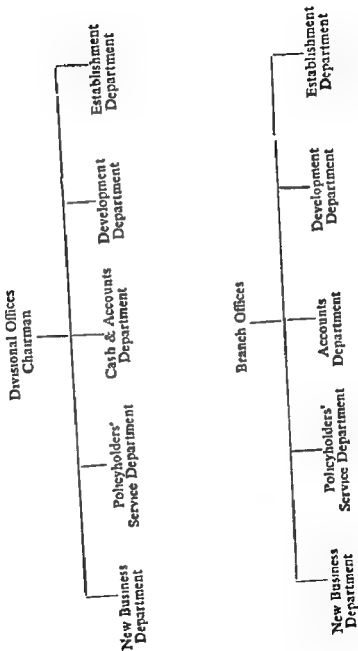 Divisional Offices
Chairman
New Business
Department
Policyholders'
Service Department
Cash & Accounts
Department
Development
Department
Establishment
Department
Branch Offices
New Business
Department
Policyholders'
Service Department
Accounts
Department
Development
Department
Establishment
Department